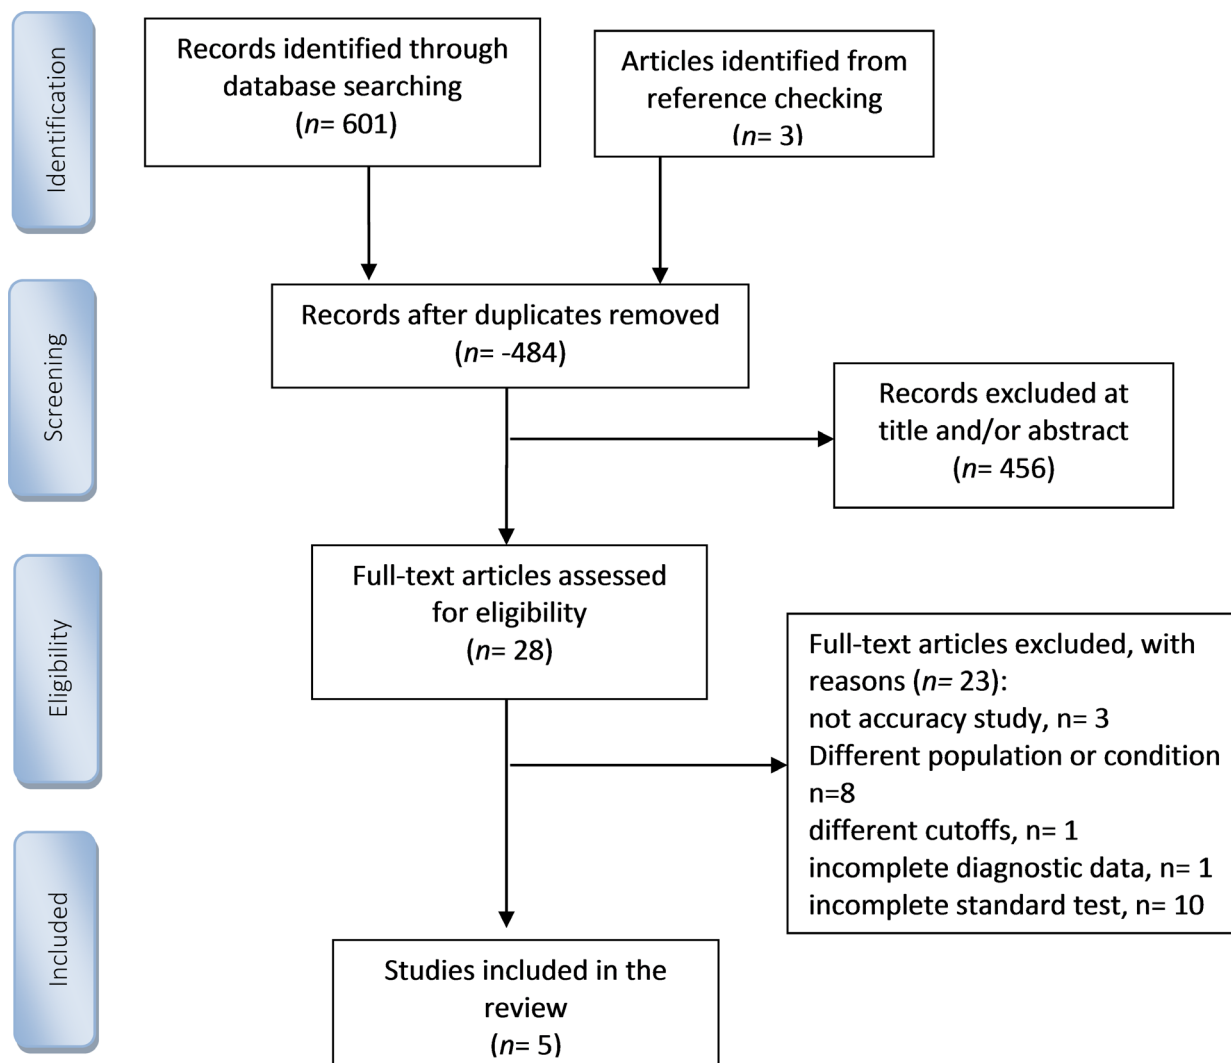 Identification
Records identified through
database searching
(n= 601)
Articles identified from
reference checking
(n= 3)
Screening
Records after duplicates removed
(n= -484)
Records excluded at
title and/or abstract
(n= 456)
Eligibility
Full-text articles assessed
for eligibility
(n= 28)
Full-text articles excluded, with
reasons (n= 23):
not accuracy study, n= 3
Different population or condition
n=8
different cutoffs, n= 1
incomplete diagnostic data, n= 1
incomplete standard test, n= 10
Included
Studies included in the
review
(n= 5)